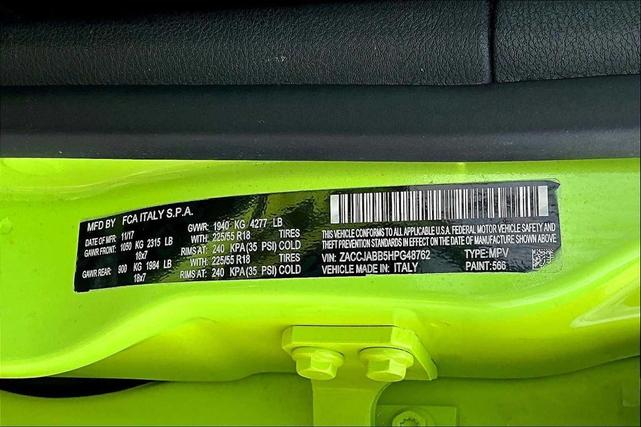 MFD BY FCA ITALY S.P.A.
DATE OF MFR: 11/17 GVWR: 1940 KG 4277 LB
GAWR FRONT: 1050 KG 2315 LB WITH: 225/55 R18 TIRES
18x7 RIMS AT: 240 KPA(35 PSI) COLD
GAWR REAR: 900 KG 1984 LB WITH: 225/55 R18 TIRES
18x7 RIMS AT: 240 KPA(35 PSI) COLD
THIS VEHICLE CONFORMS TO ALL APPLICABLE U.S.A. FEDERAL MOTOR VEHICLE SAFETY AND
THEFT PREVENTION STANDARDS IN EFFECT ON THE DATE OF MANUFACTURE SHOWN ABOVE.
VIN: ZACCJABB5HPG48762 TYPE: MPV
VEHICLE MADE IN: ITALY PAINT: 566